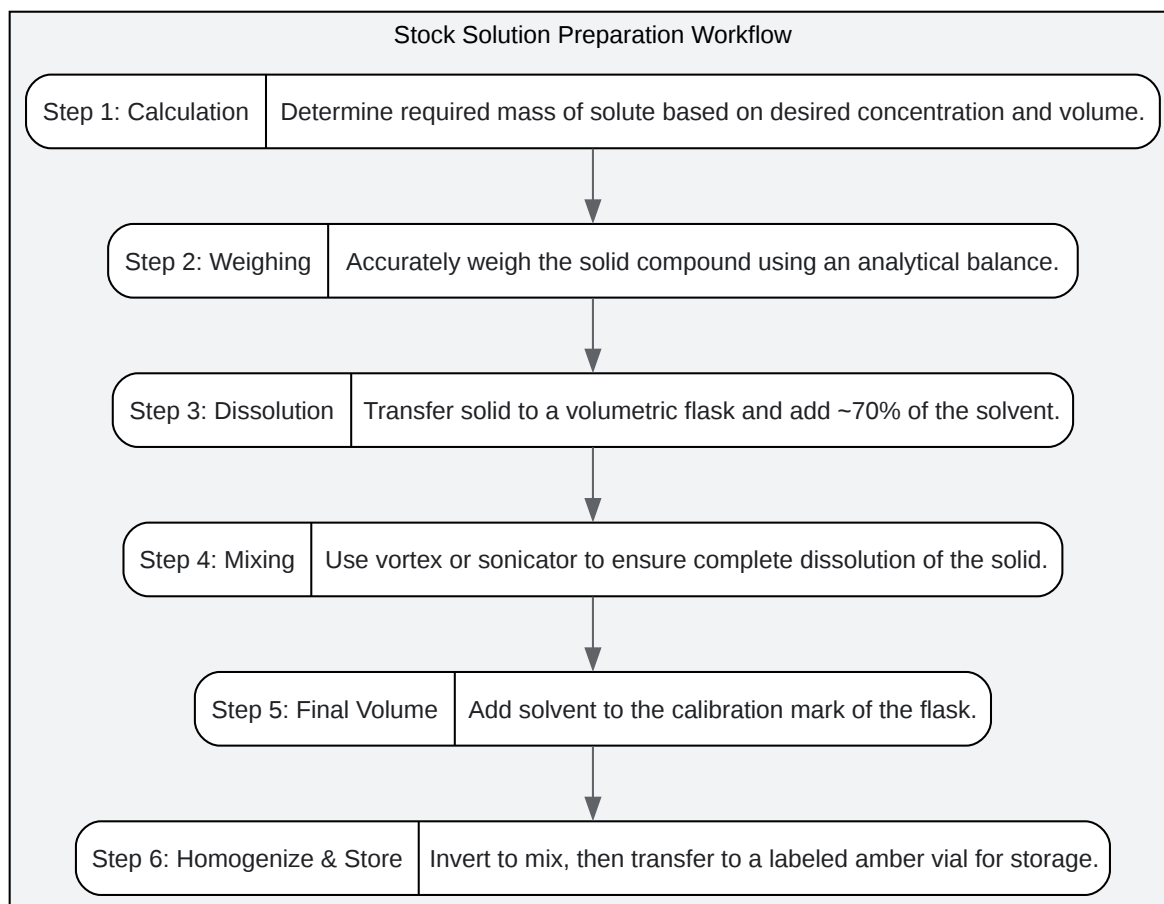 Stock Solution Preparation Workflow
Step 1: Calculation Determine required mass of solute based on desired concentration and volume.
Step 2: Weighing Accurately weigh the solid compound using an analytical balance.
Step 3: Dissolution Transfer solid to a volumetric flask and add ~70% of the solvent.
Step 4: Mixing Use vortex or sonicator to ensure complete dissolution of the solid.
Step 5: Final Volume Add solvent to the calibration mark of the flask.
Step 6: Homogenize & Store Invert to mix, then transfer to a labeled amber vial for storage.